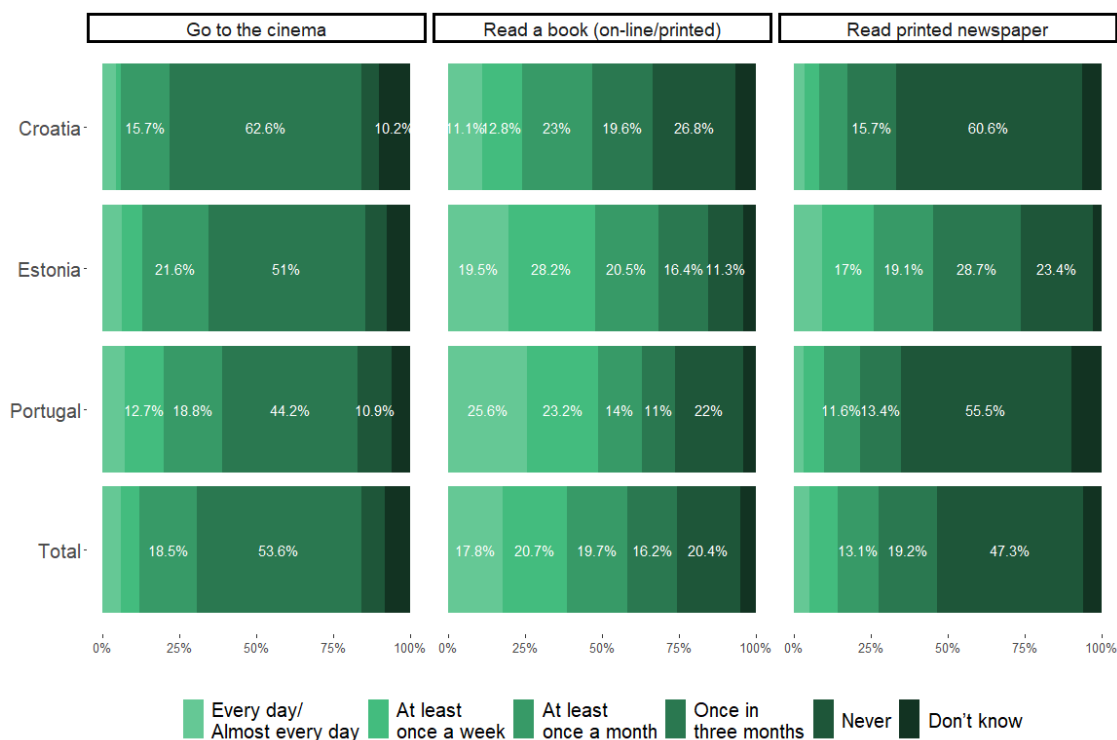 Go to the cinema Read a book (on-line/printed) Read printed newspaper
Croatia 15.7% 62.6% 10.2% 11.1% 12.8% 23% 19.6% 26.8% 15.7% 60.6%
Estonia 21.6% 51% 19.5% 28.2% 20.5% 16.4% 11.3% 17% 19.1% 28.7% 23.4%
Portugal 12.7% 18.8% 44.2% 10.9% 25.6% 23.2% 14% 11% 22% 11.6% 13.4% 55.5%
Total 18.5% 53.6% 17.8% 20.7% 19.7% 16.2% 20.4% 13.1% 19.2% 47.3%
0% 25% 50% 75% 100% 0% 25% 50% 75% 100% 0% 25% 50% 75% 100%
Every day/
Almost every day
At least
once a week
At least
once a month
Once in
three months
Never
Don't know